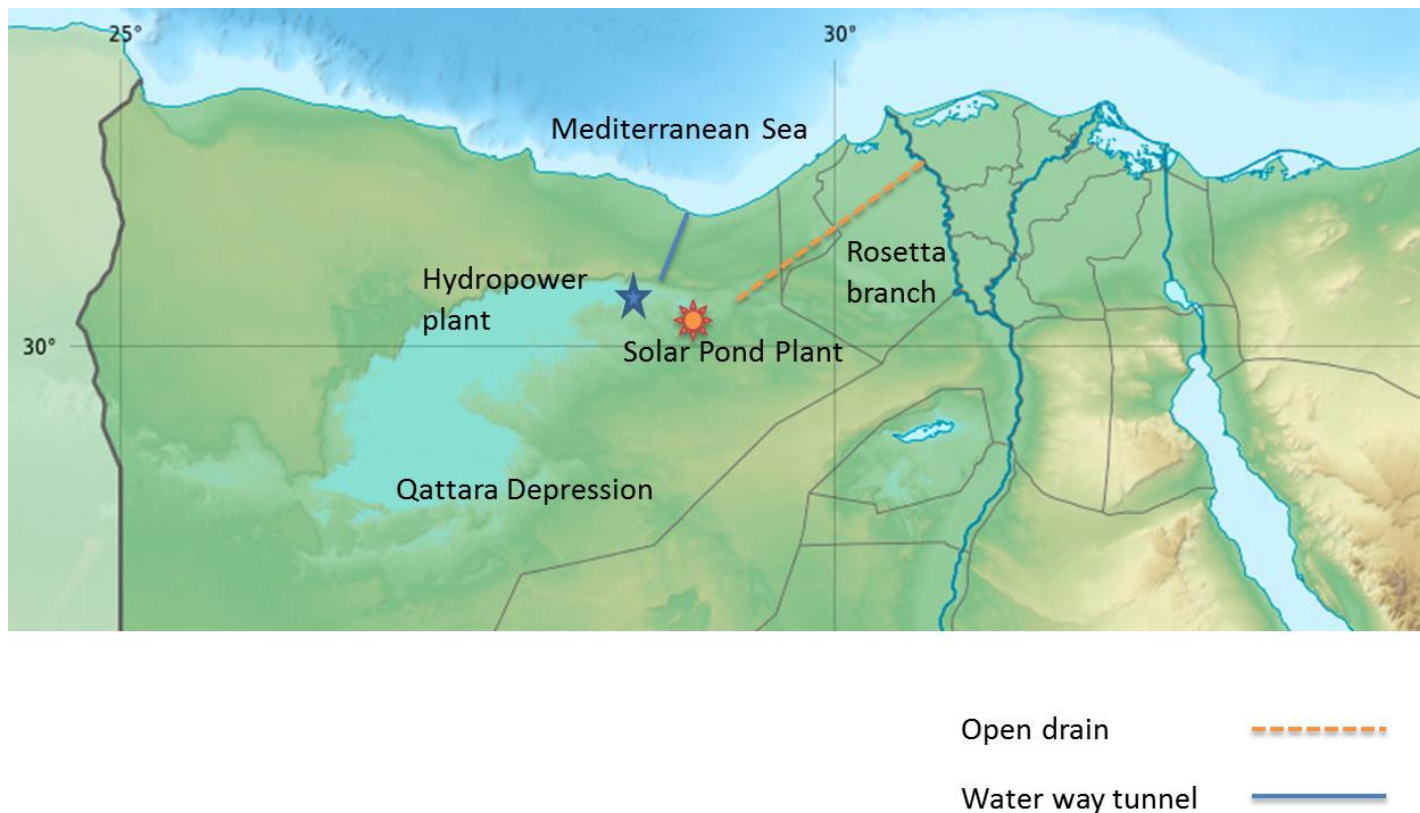 25°
30°
Mediterranean Sea
Hydropower
plant
Rosetta
branch
30°
Solar Pond Plant
Qattara Depression
Open drain
Water way tunnel